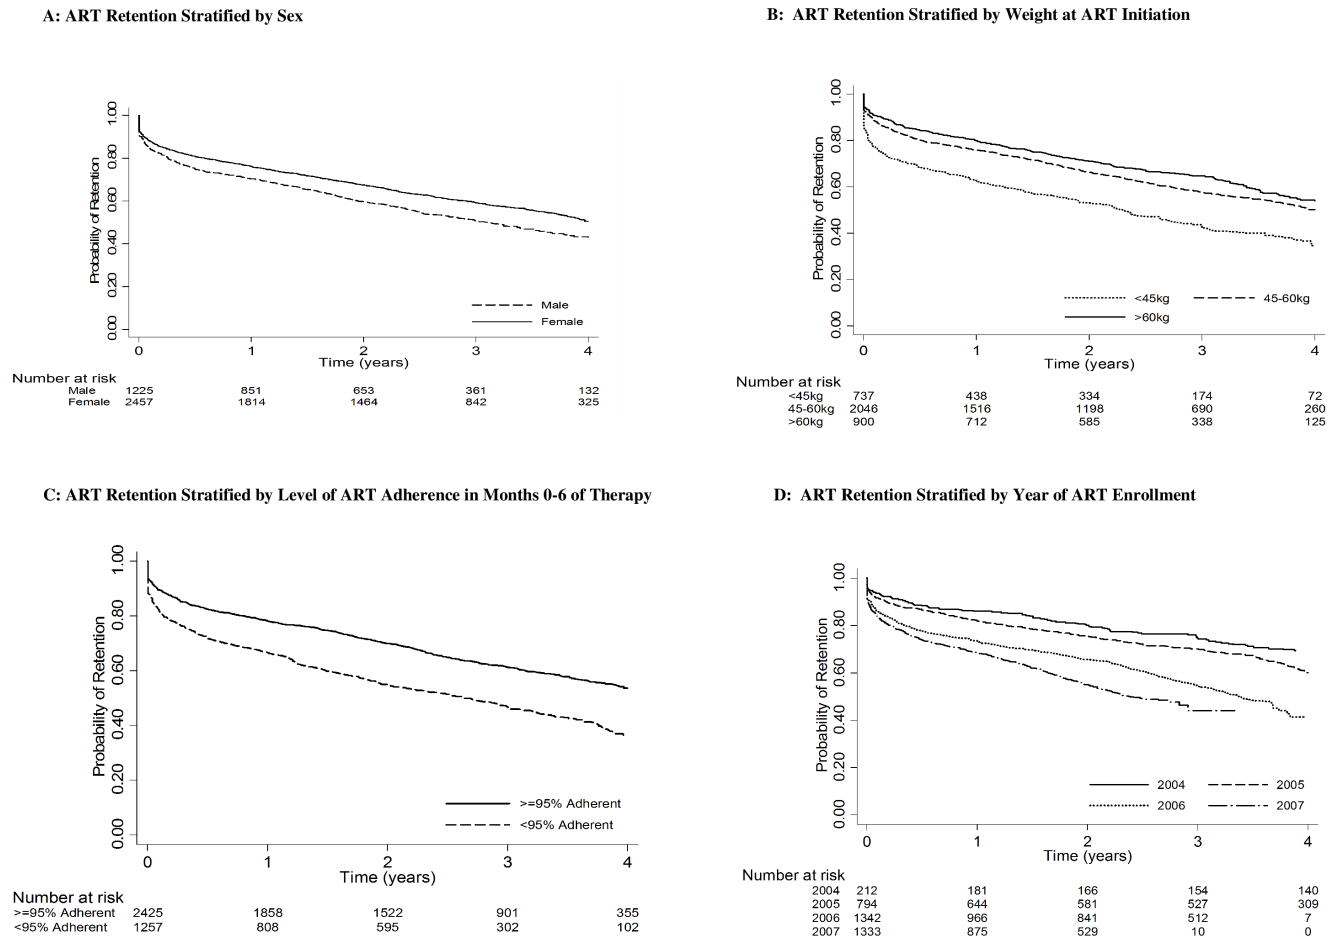 A: ART Retention Stratified by Sex
Probability of Retention
1.00
0.80
0.60
0.40
0.20
0.00
Male
Female
0 1 2 3 4
Time (years)
Number at risk
Male 1225 851 653 361 132
Female 2457 1814 1464 842 325
B: ART Retention Stratified by Weight at ART Initiation
Probability of Retention
1.00
0.80
0.60
0.40
0.20
0.00
<45kg 45-60kg
>60kg
0 1 2 3 4
Time (years)
Number at risk
<45kg 737 438 334 174 72
45-60kg 2046 1516 1198 690 260
>60kg 900 712 585 338 125
C: ART Retention Stratified by Level of ART Adherence in Months 0-6 of Therapy
Probability of Retention
1.00
0.80
0.60
0.40
0.20
0.00
>=95% Adherent
<95% Adherent
0 1 2 3 4
Time (years)
Number at risk
>=95% Adherent 2425 1858 1522 901 355
<95% Adherent 1257 808 595 302 102
D: ART Retention Stratified by Year of ART Enrollment
Probability of Retention
1.00
0.80
0.60
0.40
0.20
0.00
2004 2005
2006 2007
0 1 2 3 4
Time (years)
Number at risk
2004 212 181 166 154 140
2005 794 644 581 527 309
2006 1342 966 841 512 7
2007 1333 875 529 10 0